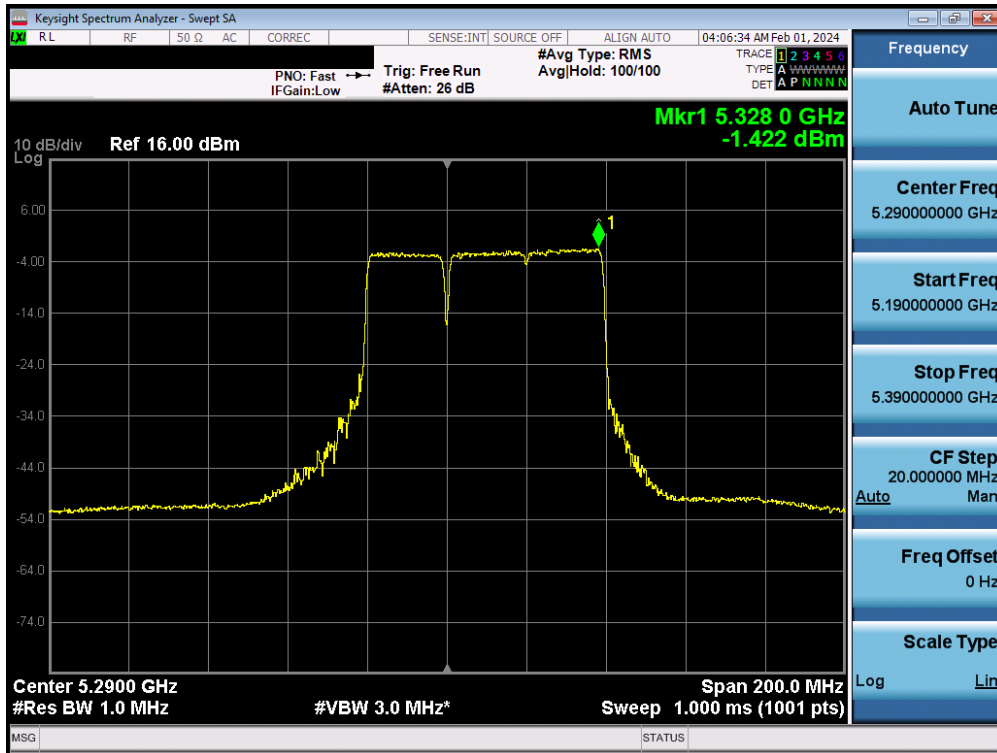 Keysight Spectrum Analyzer - Swept SA
LXI RL RF 50 Ω AC CORREC SENSE:INT SOURCE OFF ALIGN AUTO 04:06:34 AM Feb 01, 2024
PNO: Fast
IFGain:Low
Trig: Free Run
#Atten: 26 dB
#Avg Type: RMS
Avg|Hold: 100/100
TRACE 1 2 3 4 5 6
TYPE A WWWWW
DET A P N N N N
Mkr1 5.328 0 GHz
-1.422 dBm
10 dB/div Ref 16.00 dBm
Log
1
6.00
-4.00
-14.0
-24.0
-34.0
-44.0
-54.0
-64.0
-74.0
Center 5.2900 GHz Span 200.0 MHz
#Res BW 1.0 MHz #VBW 3.0 MHz* Sweep 1.000 ms (1001 pts)
MSG STATUS
Frequency
Auto Tune
Center Freq
5.290000000 GHz
Start Freq
5.190000000 GHz
Stop Freq
5.390000000 GHz
CF Step
20.000000 MHz
Auto Man
Freq Offset
0 Hz
Scale Type
Log Lin